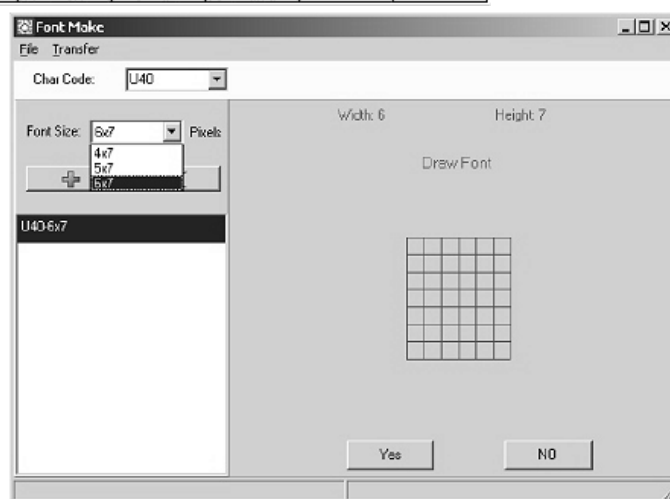 Font Make
File Transfer
Char Code: U40
Font Size: 6x7 Pixels
4x7
5x7
6x7
U40-6x7
Width: 6 Height: 7
Draw Font
Yes NO